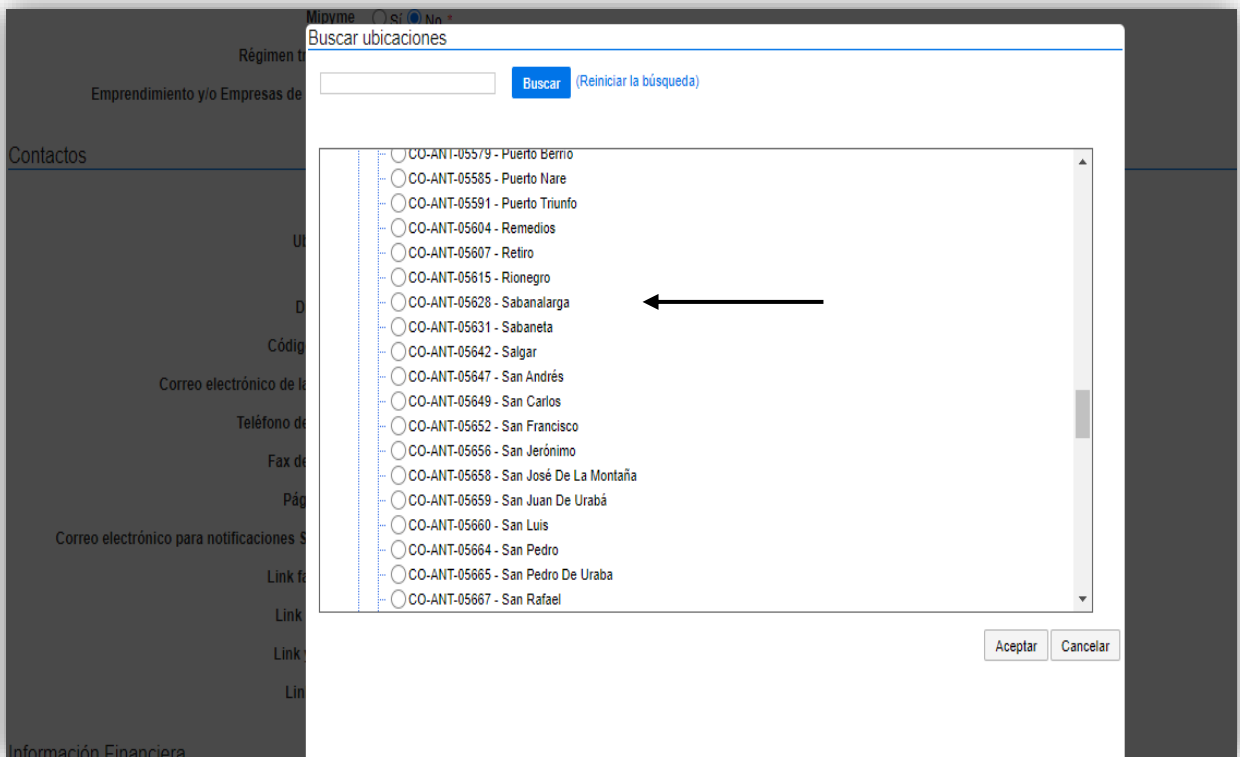 Mipyme Sí No *
Buscar ubicaciones
Régimen
Buscar (Reiniciar la búsqueda)
Emprendimiento y/o Empresas de
Contactos
CO-ANT-05579 - Puerto Berrío
CO-ANT-05585 - Puerto Nare
CO-ANT-05591 - Puerto Triunfo
CO-ANT-05604 - Remedios
CO-ANT-05607 - Retiro
CO-ANT-05615 - Rionegro
CO-ANT-05628 - Sabanalarga
CO-ANT-05631 - Sabaneta
CO-ANT-05642 - Salgar
CO-ANT-05647 - San Andrés
CO-ANT-05649 - San Carlos
CO-ANT-05652 - San Francisco
CO-ANT-05656 - San Jerónimo
CO-ANT-05658 - San José De La Montaña
CO-ANT-05659 - San Juan De Urabá
CO-ANT-05660 - San Luis
CO-ANT-05664 - San Pedro
CO-ANT-05665 - San Pedro De Uraba
CO-ANT-05667 - San Rafael
Códig
Correo electrónico de la
Teléfono de
Fax de
Pág
Correo electrónico para notificaciones S
Link fa
Link
Link y
Lin
Aceptar Cancelar
Información Financiera